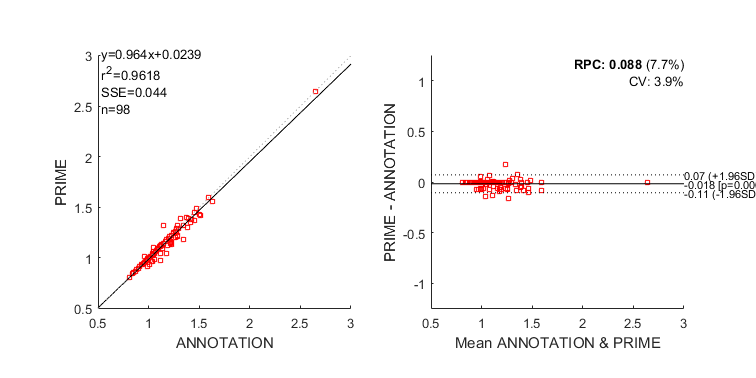 y=0.964x+0.0239
r2=0.9618
SSE=0.044
n=98
3
2.5
2
1.5
1
0.5
PRIME
0.5
1
1.5
2
2.5
3
ANNOTATION
RPC: 0.088 (7.7%)
CV: 3.9%
1
0.5
0
-0.5
-1
PRIME - ANNOTATION
0.07 (+1.96SD
-0.018 [p=0.00
-0.11 (-1.96SD
0.5
1
1.5
2
2.5
3
Mean ANNOTATION & PRIME